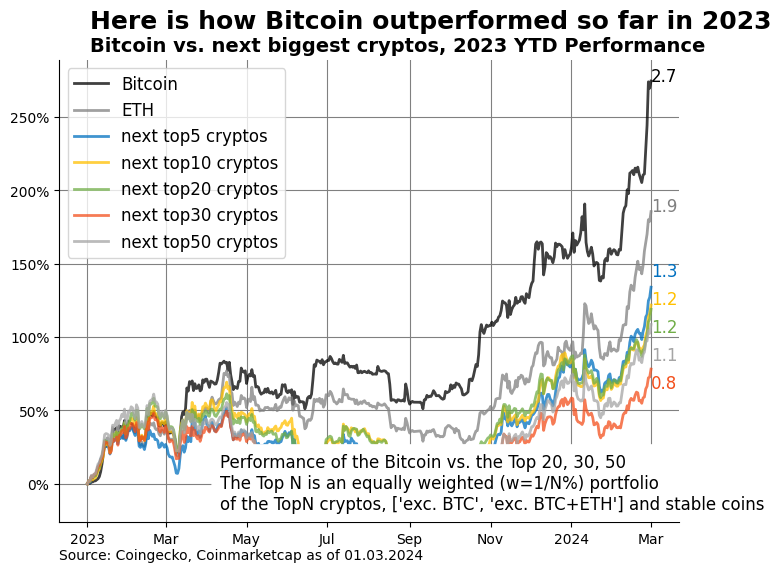 Here is how Bitcoin outperformed so far in 2023
Bitcoin vs. next biggest cryptos, 2023 YTD Performance
Bitcoin
ETH
next top5 cryptos
next top10 cryptos
next top20 cryptos
next top30 cryptos
next top50 cryptos
250%
200%
150%
100%
50%
0%
2.7
1.9
1.3
1.2
1.2
1.1
0.8
Performance of the Bitcoin vs. the Top 20, 30, 50
The Top N is an equally weighted (w=1/N%) portfolio
of the TopN cryptos, ['exc. BTC', 'exc. BTC+ETH'] and stable coins
2023 Mar May Jul Sep Nov 2024 Mar
Source: Coingecko, Coinmarketcap as of 01.03.2024